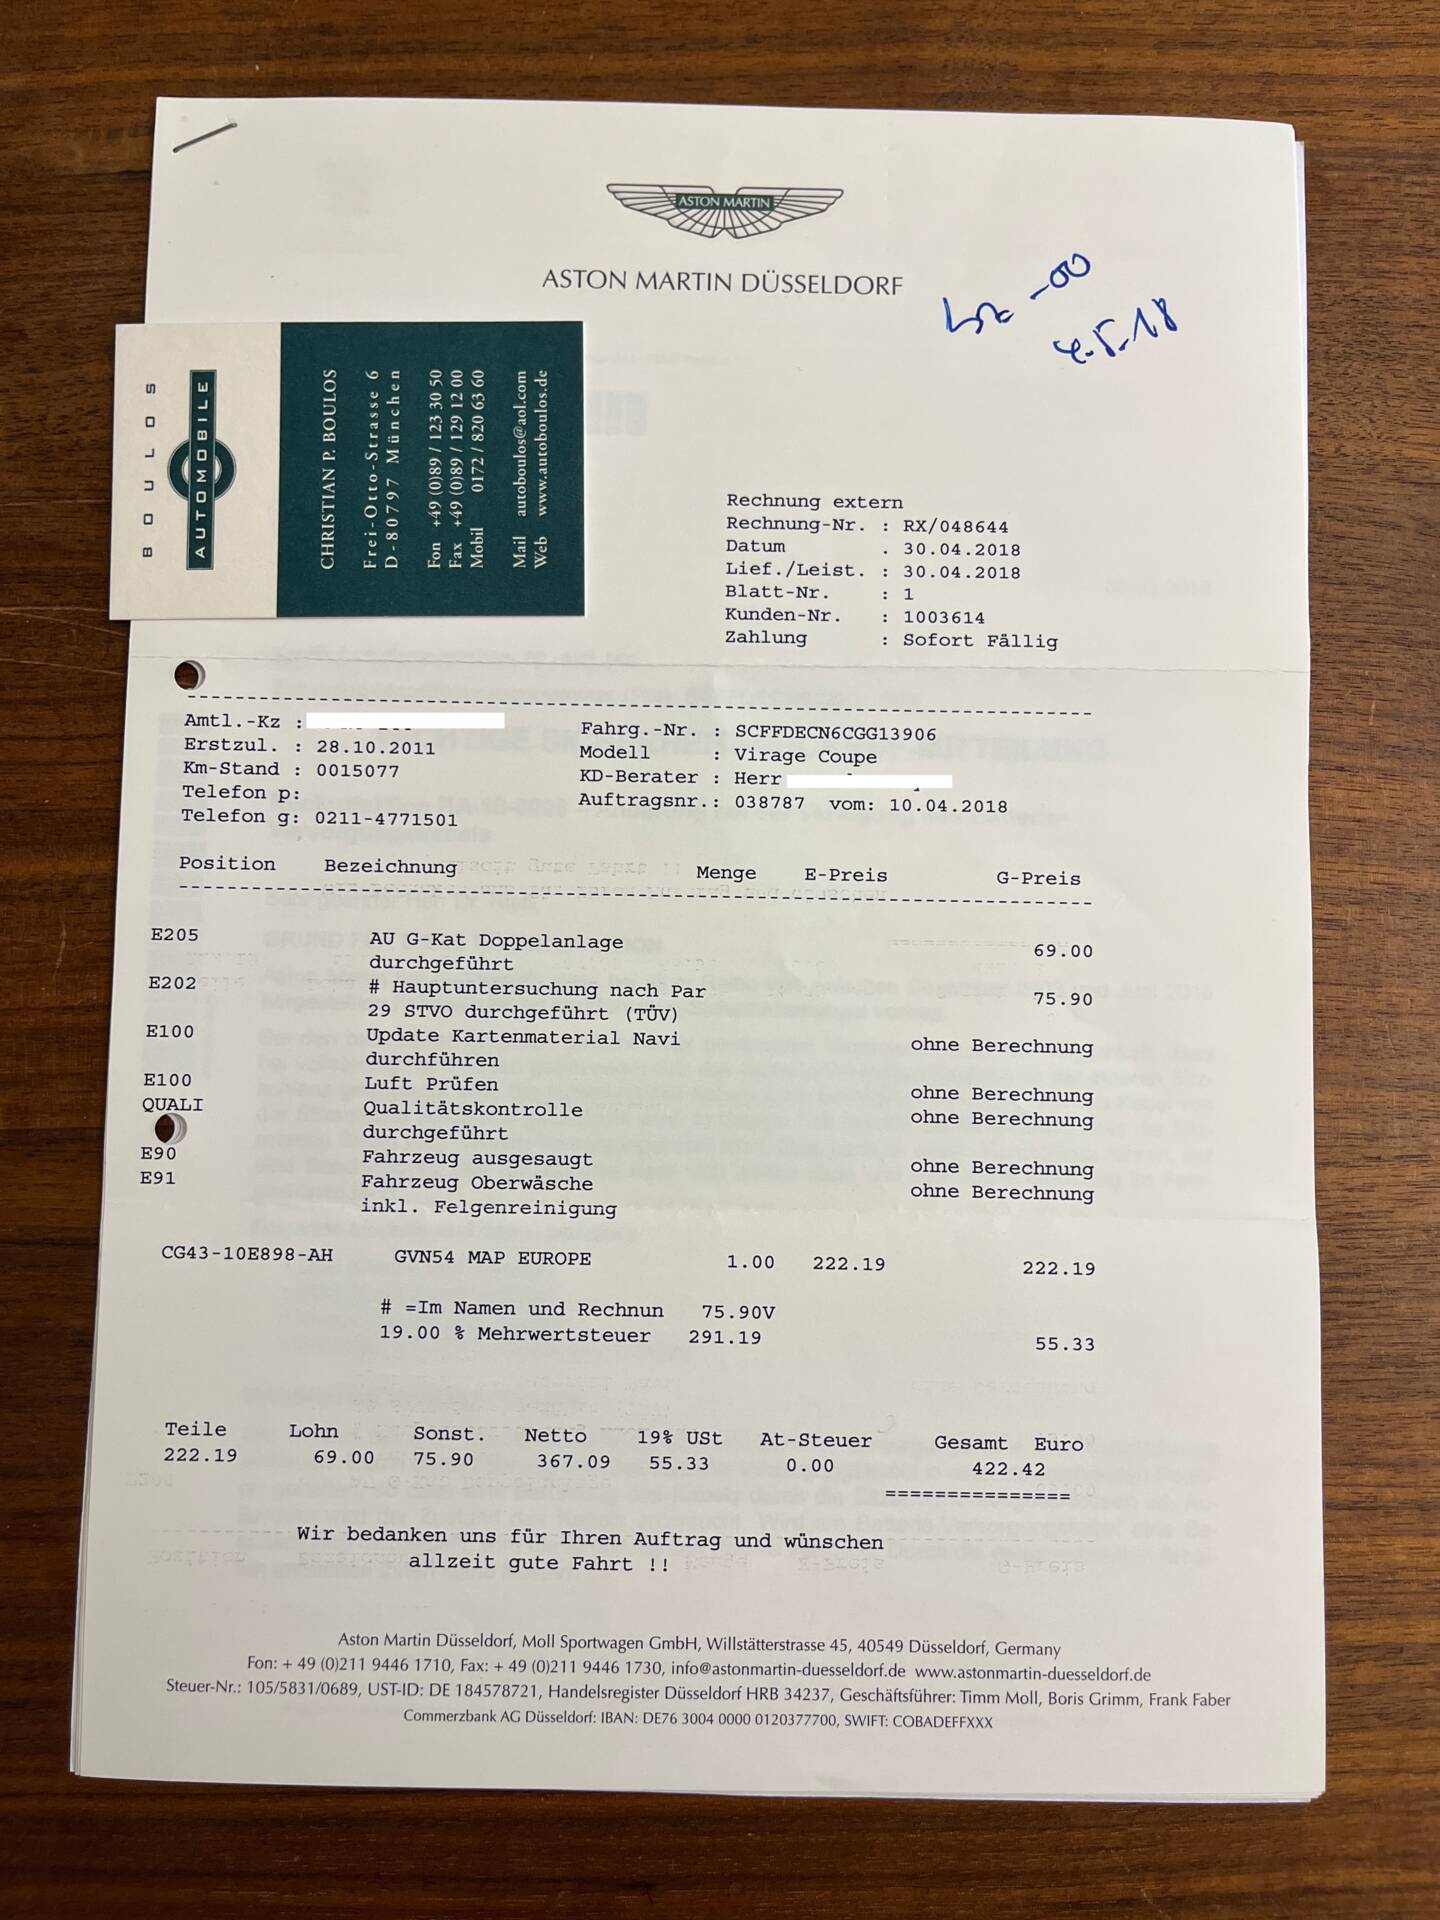 ASTON MARTIN
ASTON MARTIN DÜSSELDORF
-00
4.5.18
BOULOS
AUTOMOBILE
CHRISTIAN P. BOULOS
Frei-Otto-Strasse 6
D-80797 München
Fon +49 (0)89 / 123 30 50
Fax +49 (0)89 / 129 12 00
Mobil 0172 / 820 63 60
Mail autoboulos@aol.com
Web www.autoboulos.de
Rechnung extern
Rechnung-Nr. : RX/048644
Datum . 30.04.2018
Lief./Leist. : 30.04.2018
Blatt-Nr. : 1
Kunden-Nr. : 1003614
Zahlung : Sofort Fällig
Amtl.-Kz : Fahrg.-Nr. : SCFFDECN6CGG13906
Erstzul. : 28.10.2011 Modell : Virage Coupe
Km-Stand : 0015077 KD-Berater : Herr
Telefon p: Auftragsnr.: 038787 vom: 10.04.2018
Telefon g: 0211-4771501
Position Bezeichnung Menge E-Preis G-Preis
E205 AU G-Kat Doppelanlage 69.00
durchgeführt
E202 # Hauptuntersuchung nach Par 75.90
29 STVO durchgeführt (TÜV)
E100 Update Kartenmaterial Navi ohne Berechnung
durchführen
E100 Luft Prüfen ohne Berechnung
QUALI Qualitätskontrolle ohne Berechnung
durchgeführt
E90 Fahrzeug ausgesaugt ohne Berechnung
E91 Fahrzeug Oberwäsche ohne Berechnung
inkl. Felgenreinigung
CG43-10E898-AH GVN54 MAP EUROPE 1.00 222.19 222.19
# =Im Namen und Rechnun 75.90V
19.00 % Mehrwertsteuer 291.19 55.33
Teile Lohn Sonst. Netto 19% USt At-Steuer Gesamt Euro
222.19 69.00 75.90 367.09 55.33 0.00 422.42
================
Wir bedanken uns für Ihren Auftrag und wünschen
allzeit gute Fahrt !!
Aston Martin Düsseldorf, Moll Sportwagen GmbH, Willstätterstrasse 45, 40549 Düsseldorf, Germany
Fon: + 49 (0)211 9446 1710, Fax: + 49 (0)211 9446 1730, info@astonmartin-duesseldorf.de www.astonmartin-duesseldorf.de
Steuer-Nr.: 105/5831/0689, UST-ID: DE 184578721, Handelsregister Düsseldorf HRB 34237, Geschäftsführer: Timm Moll, Boris Grimm, Frank Faber
Commerzbank AG Düsseldorf: IBAN: DE76 3004 0000 0120377700, SWIFT: COBADEFFXXX